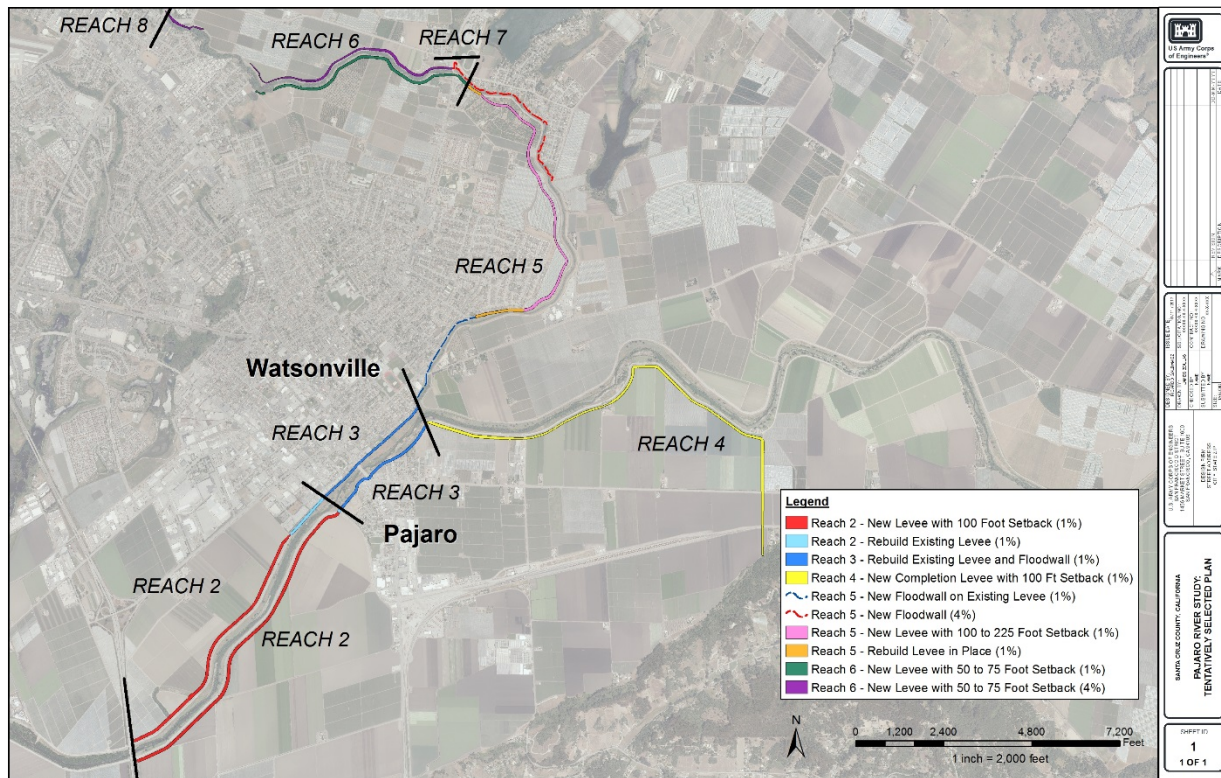 REACH 8
REACH 6
REACH 7
REACH 5
Watsonville
REACH 3
REACH 4
REACH 3
Pajaro
REACH 2
REACH 2
Legend
Reach 2 - New Levee with 100 Foot Setback (1%)
Reach 2 - Rebuild Existing Levee (1%)
Reach 3 - Rebuild Existing Levee and Floodwall (1%)
Reach 4 - New Completion Levee with 100 Ft Setback (1%)
Reach 5 - New Floodwall on Existing Levee (1%)
Reach 5 - New Floodwall (4%)
Reach 5 - New Levee with 100 to 225 Foot Setback (1%)
Reach 5 - Rebuild Levee in Place (1%)
Reach 6 - New Levee with 50 to 75 Foot Setback (1%)
Reach 6 - New Levee with 50 to 75 Foot Setback (4%)
N
0 1,200 2,400 4,800 7,200
Feet
1 inch = 2,000 feet
US Army Corps
of Engineers®
U.S. ARMY CORPS OF ENGINEERS
SANTA CRUZ COUNTY, CALIFORNIA
PAJARO RIVER STUDY:
TENTATIVELY SELECTED PLAN
SHEET ID
1
1 OF 1